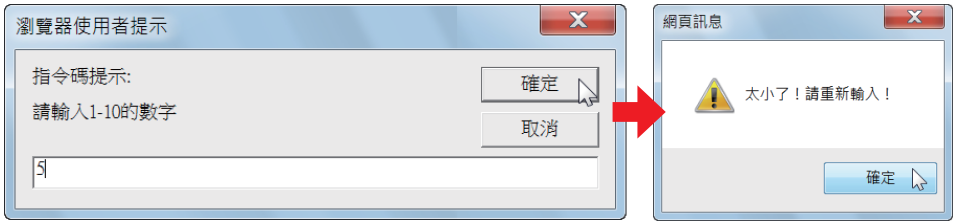 瀏覽器使用者提示
指令碼提示:
請輸入1-10的數字
確定
取消
5
網頁訊息
太小了！請重新輸入！
確定